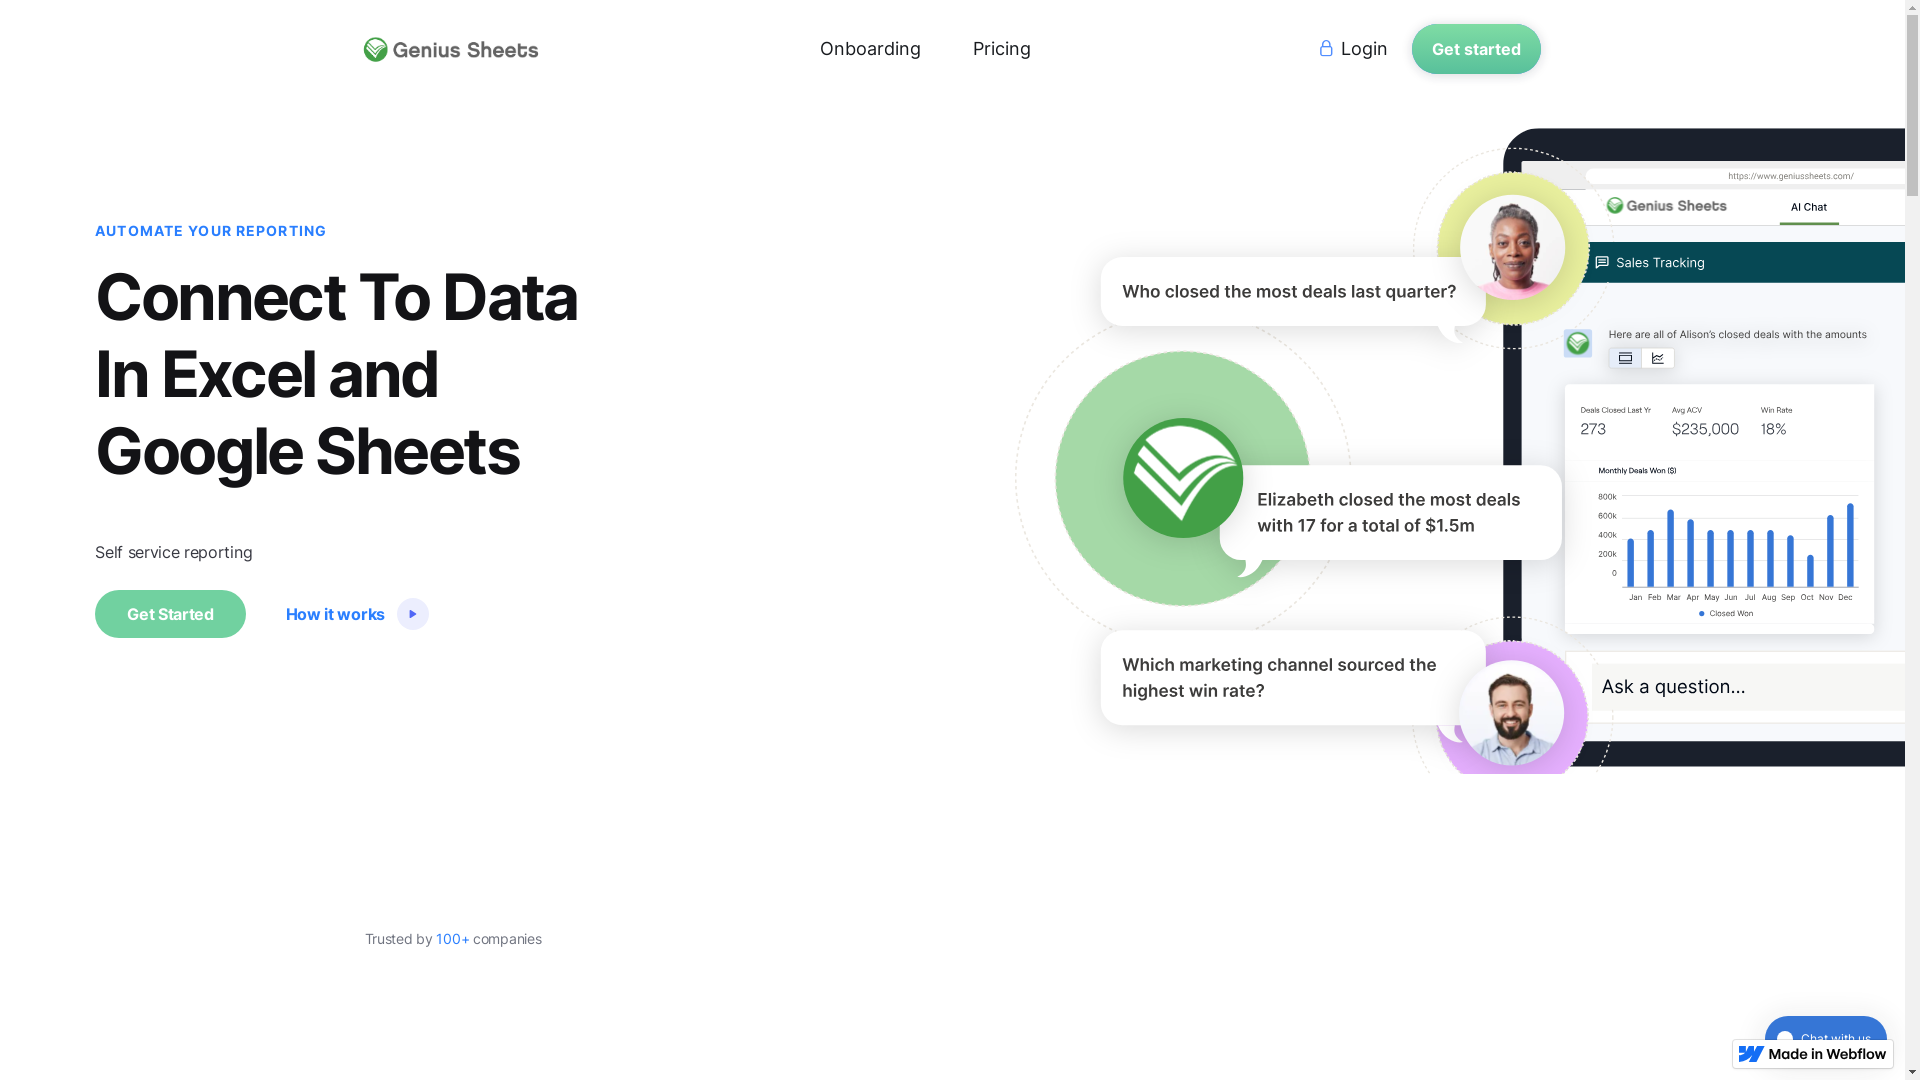 Genius Sheets
Onboarding
Pricing
Login
Get started
AUTOMATE YOUR REPORTING
Connect To Data
In Excel and
Google Sheets
Self service reporting
Get Started
How it works
Who closed the most deals last quarter?
Elizabeth closed the most deals
with 17 for a total of $1.5m
Which marketing channel sourced the
highest win rate?
https://www.geniussheets.com/
Genius Sheets
AI Chat
Sales Tracking
Here are all of Alison's closed deals with the amounts
Deals Closed Last Yr
Avg ACV
Win Rate
273
$235,000
18%
Monthly Deals Won ($)
800k
600k
400k
200k
0
Jan Feb Mar Apr May Jun Jul Aug Sep Oct Nov Dec
Closed Won
Ask a question...
Trusted by 100+ companies
Chat with us
Made in Webflow